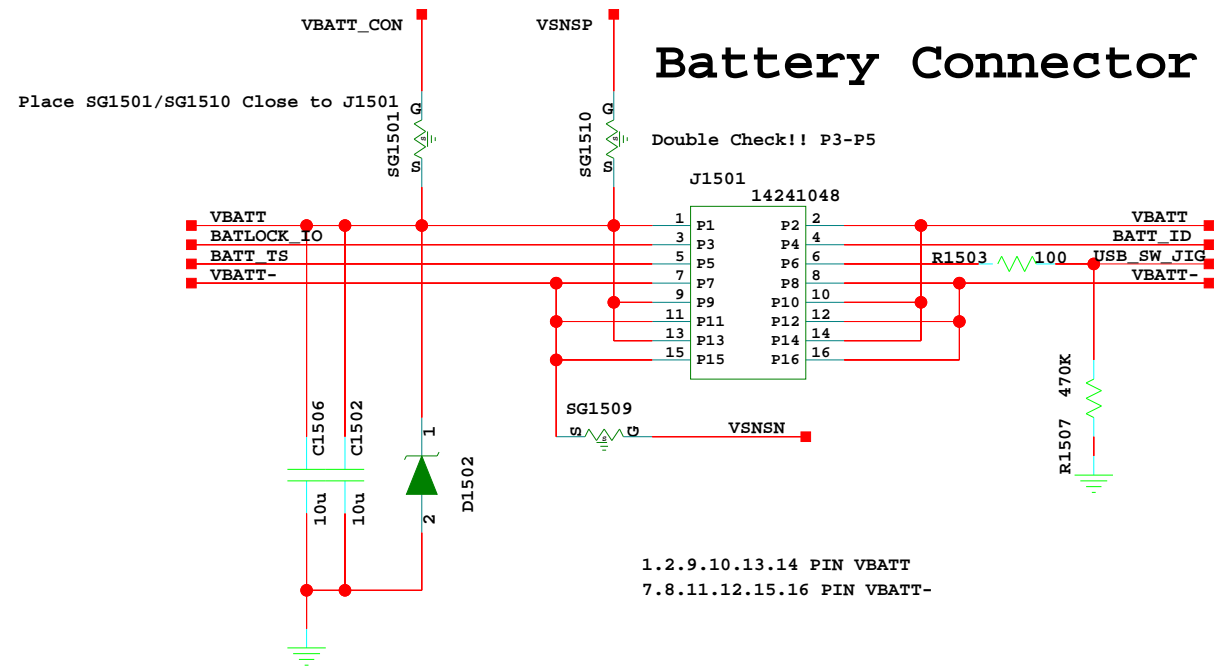 VBATT_CON
VSNSP
Battery Connector
Place SG1501/SG1510 Close to J1501
G
SG1501
S
S
G
SG1510
S
S
Double Check!! P3-P5
J1501
14241048
VBATT
1 P1
P2 2
VBATT
BATLOCK_IO
3 P3
P4 4
BATT_ID
BATT_TS
5 P5
P6 6
R1503
100
USB_SW_JIG
VBATT-
7 P7
P8 8
VBATT-
9 P9
P10 10
11 P11
P12 12
13 P13
P14 14
15 P15
P16 16
SG1509
S
S
G
VSNSN
C1506
10u
C1502
10u
1
D1502
2
470K
R1507
1.2.9.10.13.14 PIN VBATT
7.8.11.12.15.16 PIN VBATT-